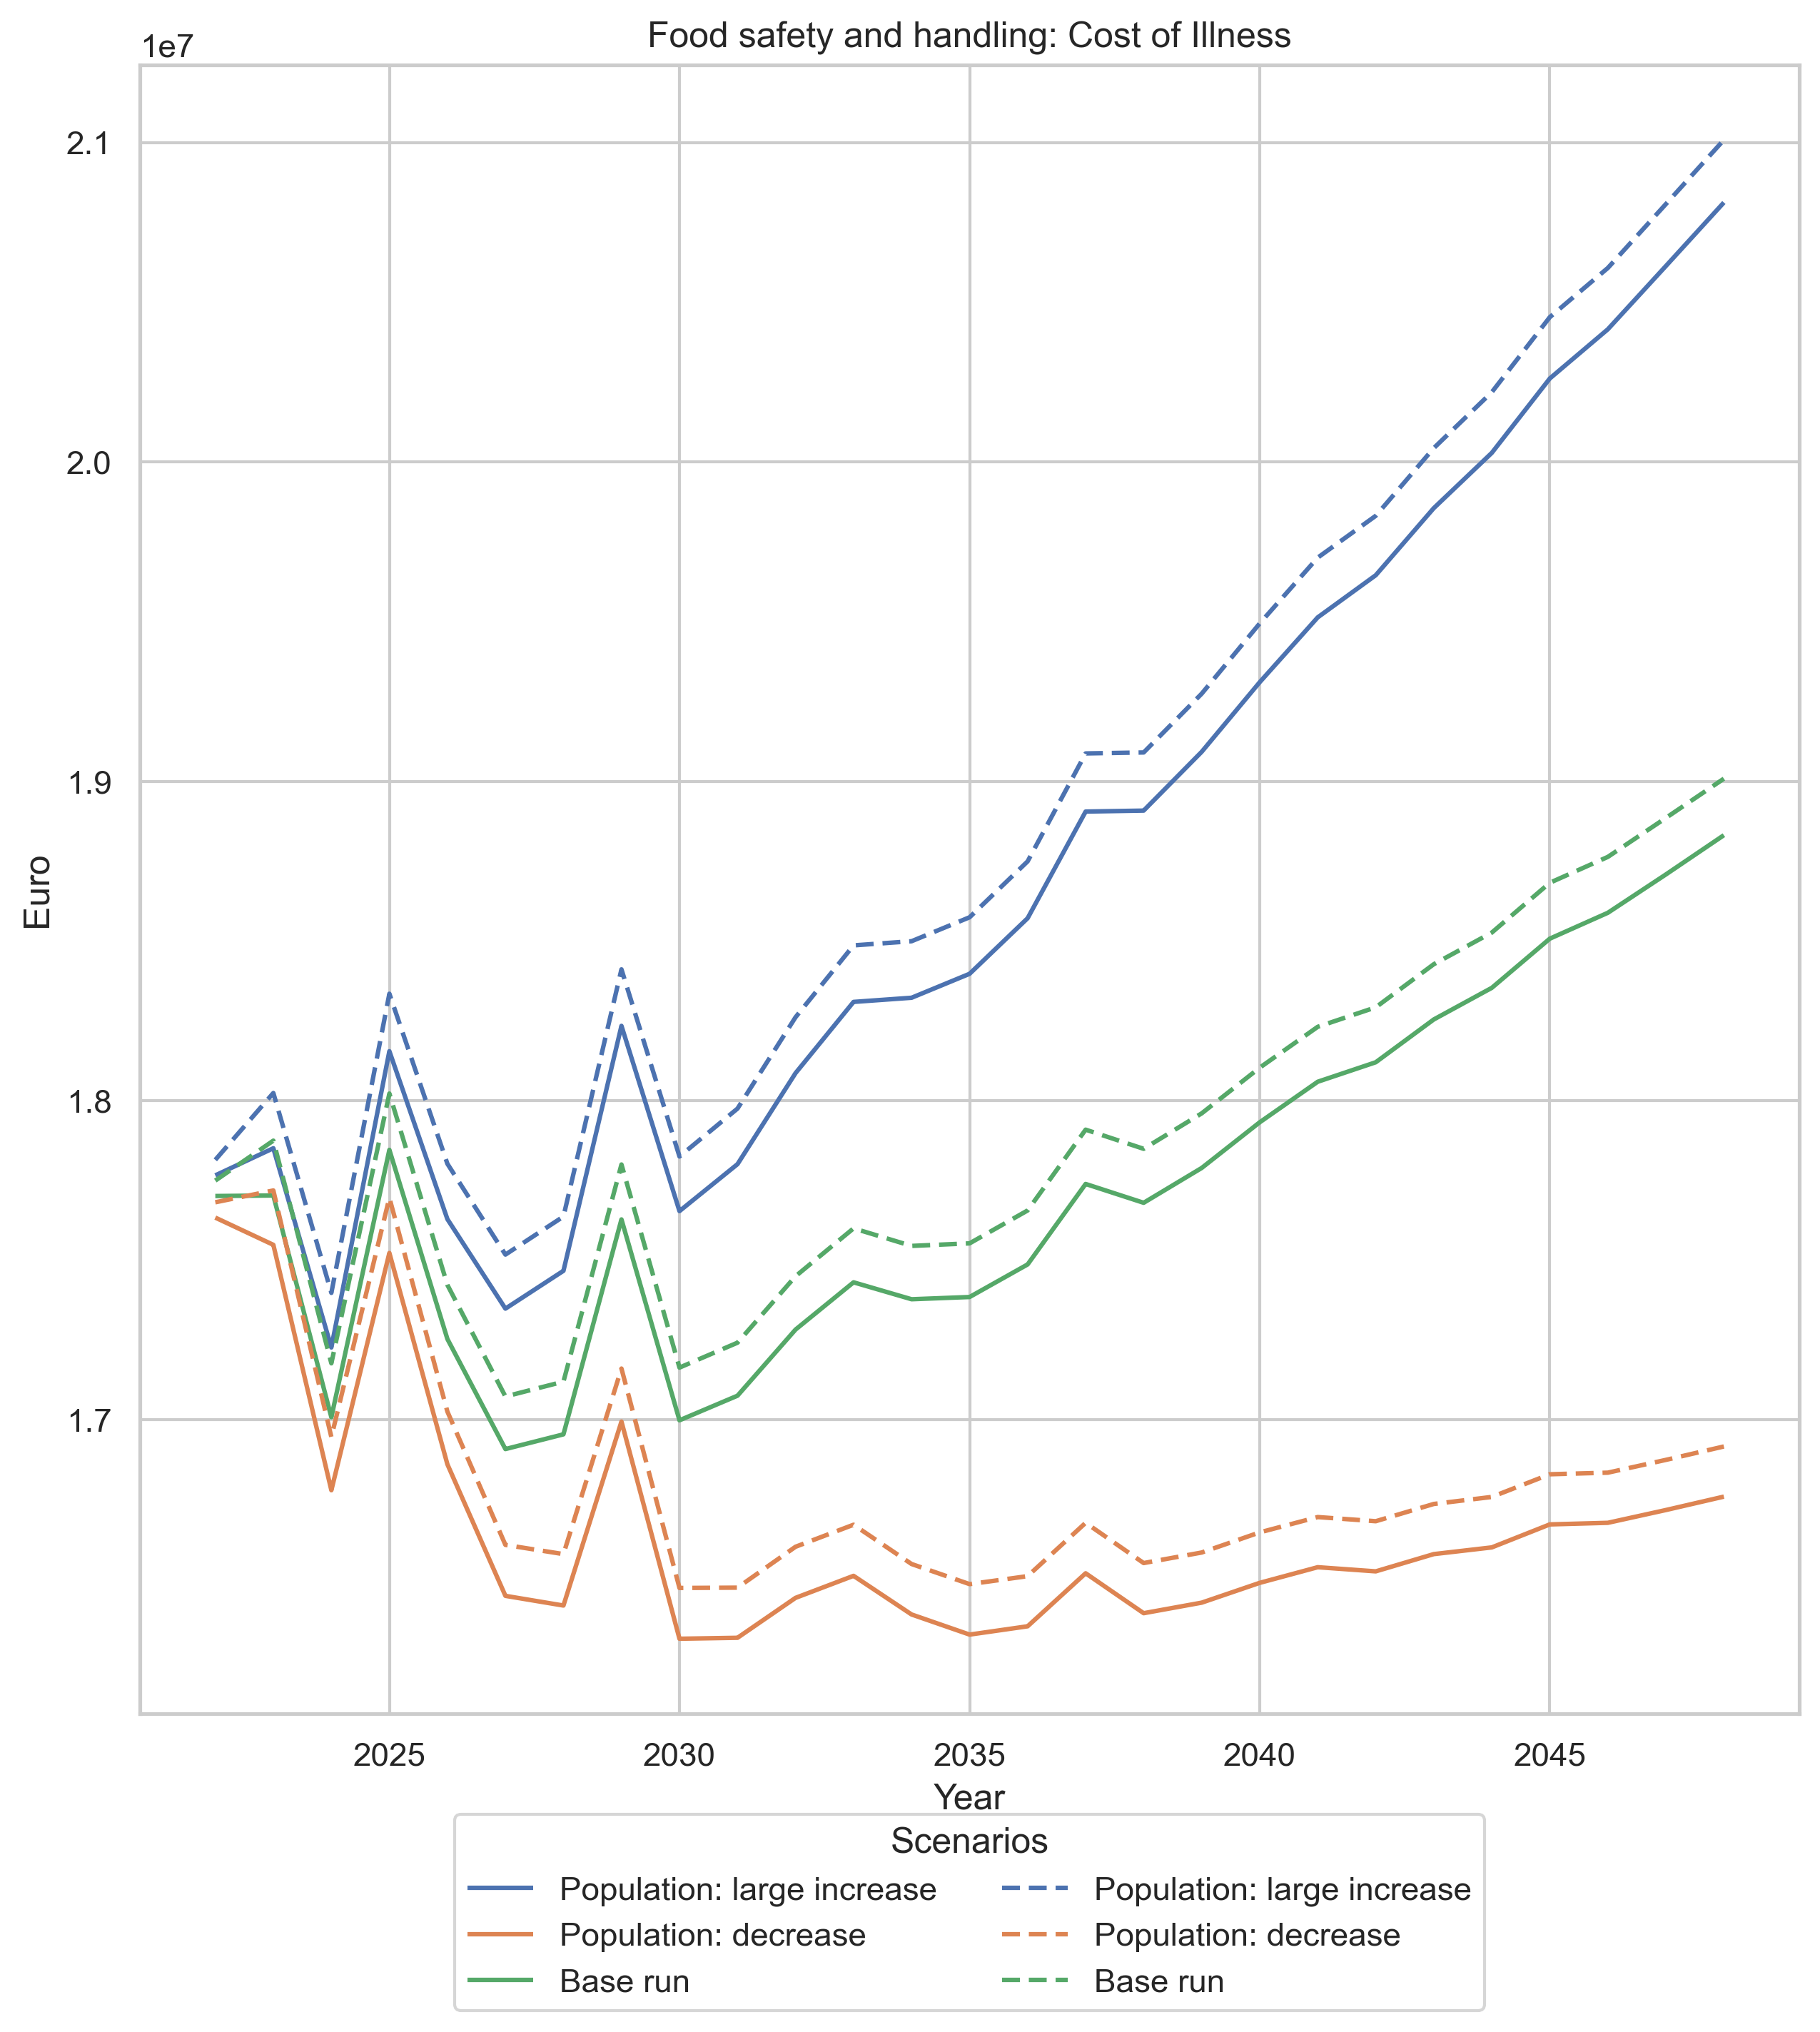 Food safety and handling: Cost of Illness
1e7
2.1
2.0
1.9
1.8
1.7
Euro
2025 2030 2035 2040 2045
Year
Scenarios
Population: large increase Population: large increase
Population: decrease Population: decrease
Base run Base run